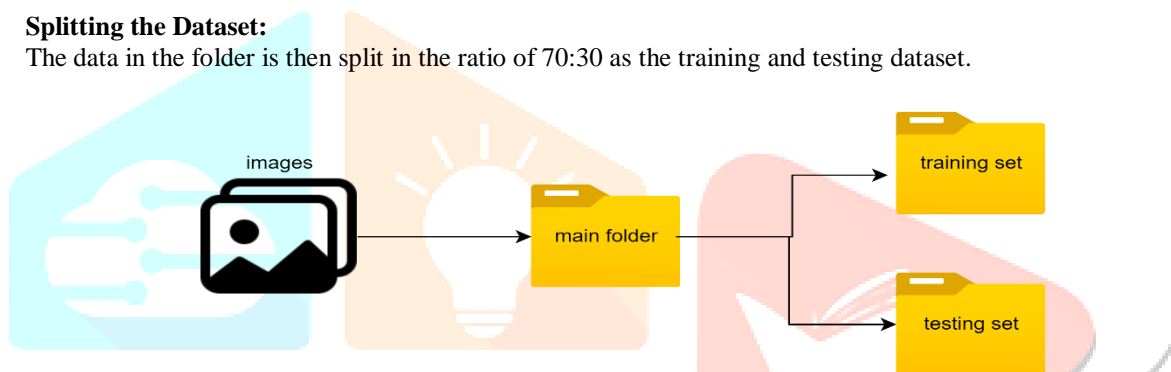 Splitting the Dataset:
The data in the folder is then split in the ratio of 70:30 as the training and testing dataset.
images
training set
main folder
testing set